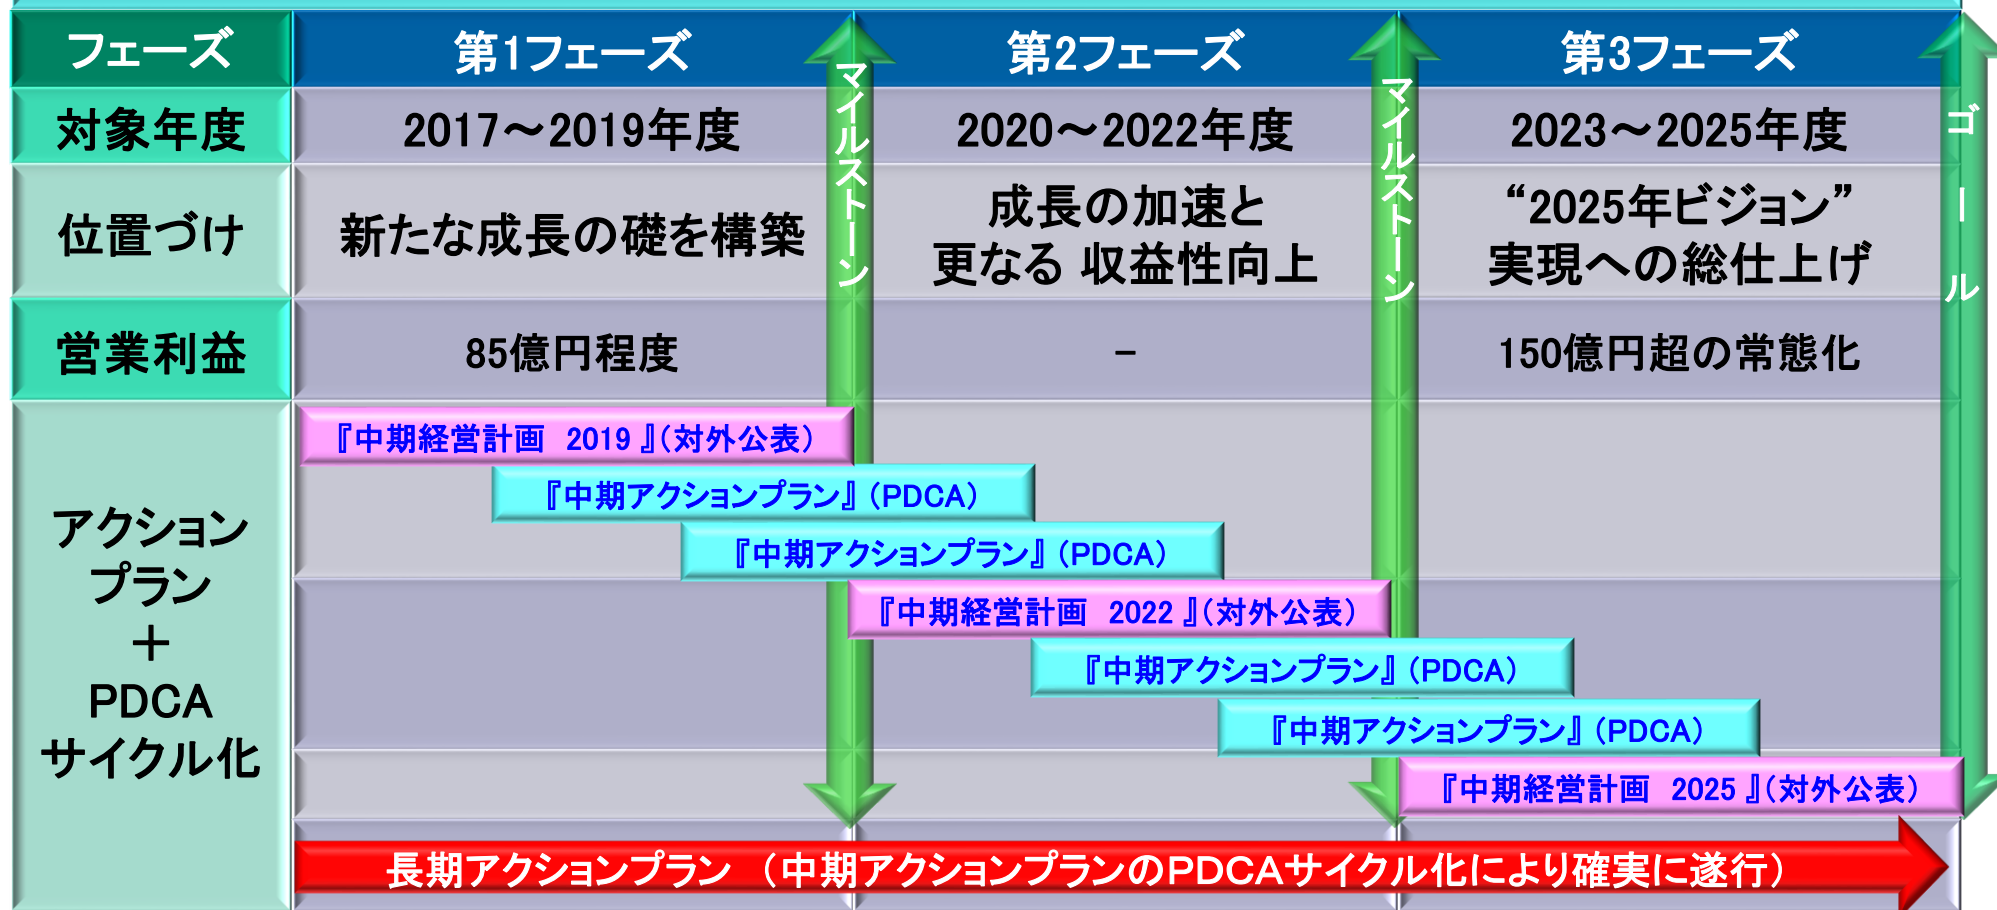 フェーズ
第1フェーズ
第2フェーズ
第3フェーズ
マイルストーン
マイルストーン
ゴール
対象年度
2017～2019年度
2020～2022年度
2023～2025年度
位置づけ
新たな成長の礎を構築
成長の加速と
更なる 収益性向上
“2025年ビジョン”
実現への総仕上げ
営業利益
85億円程度
－
150億円超の常態化
アクション
プラン
＋
PDCA
サイクル化
『中期経営計画 2019 』（対外公表）
『中期アクションプラン』（PDCA）
『中期アクションプラン』（PDCA）
『中期経営計画 2022 』（対外公表）
『中期アクションプラン』（PDCA）
『中期アクションプラン』（PDCA）
『中期経営計画 2025 』（対外公表）
長期アクションプラン （中期アクションプランのPDCAサイクル化により確実に遂行）